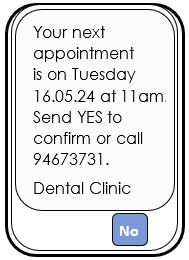 Your next
appointment
is on Tuesday
16.05.24 at 11am.
Send YES to
confirm or call
94673731.
Dental Clinic
No